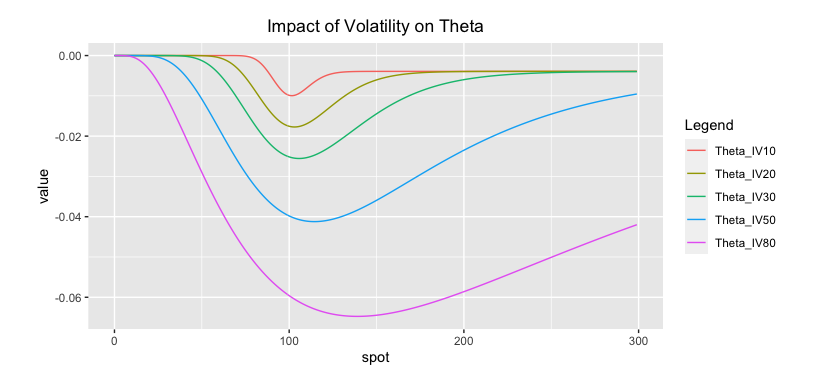 Impact of Volatility on Theta
value
0.00
-0.02
-0.04
-0.06
0
100
200
300
spot
Legend
Theta_IV10
Theta_IV20
Theta_IV30
Theta_IV50
Theta_IV80